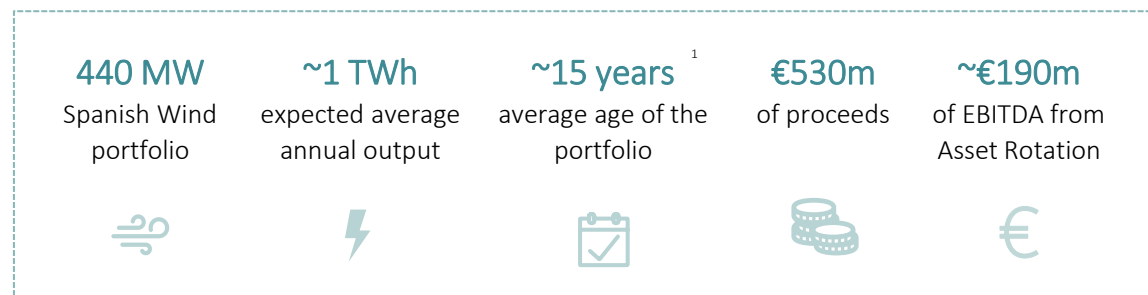 440 MW
Spanish Wind
portfolio
~1 TWh
expected average
annual output
~15 years 1
average age of the
portfolio
€530m
of proceeds
~€190m
of EBITDA from
Asset Rotation
€